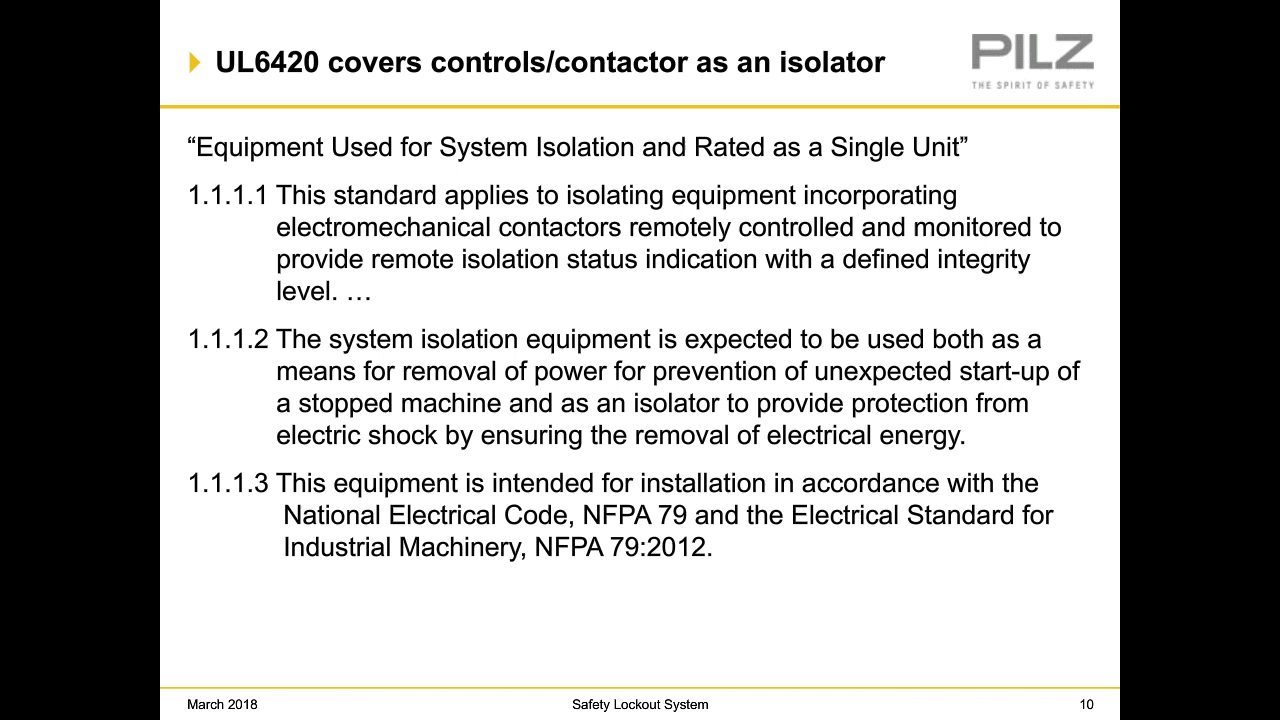 UL6420 covers controls/contactor as an isolator
PILZ
THE SPIRIT OF SAFETY
“Equipment Used for System Isolation and Rated as a Single Unit”
1.1.1.1 This standard applies to isolating equipment incorporating
electromechanical contactors remotely controlled and monitored to
provide remote isolation status indication with a defined integrity
level. …
1.1.1.2 The system isolation equipment is expected to be used both as a
means for removal of power for prevention of unexpected start-up of
a stopped machine and as an isolator to provide protection from
electric shock by ensuring the removal of electrical energy.
1.1.1.3 This equipment is intended for installation in accordance with the
National Electrical Code, NFPA 79 and the Electrical Standard for
Industrial Machinery, NFPA 79:2012.
March 2018
Safety Lockout System
10